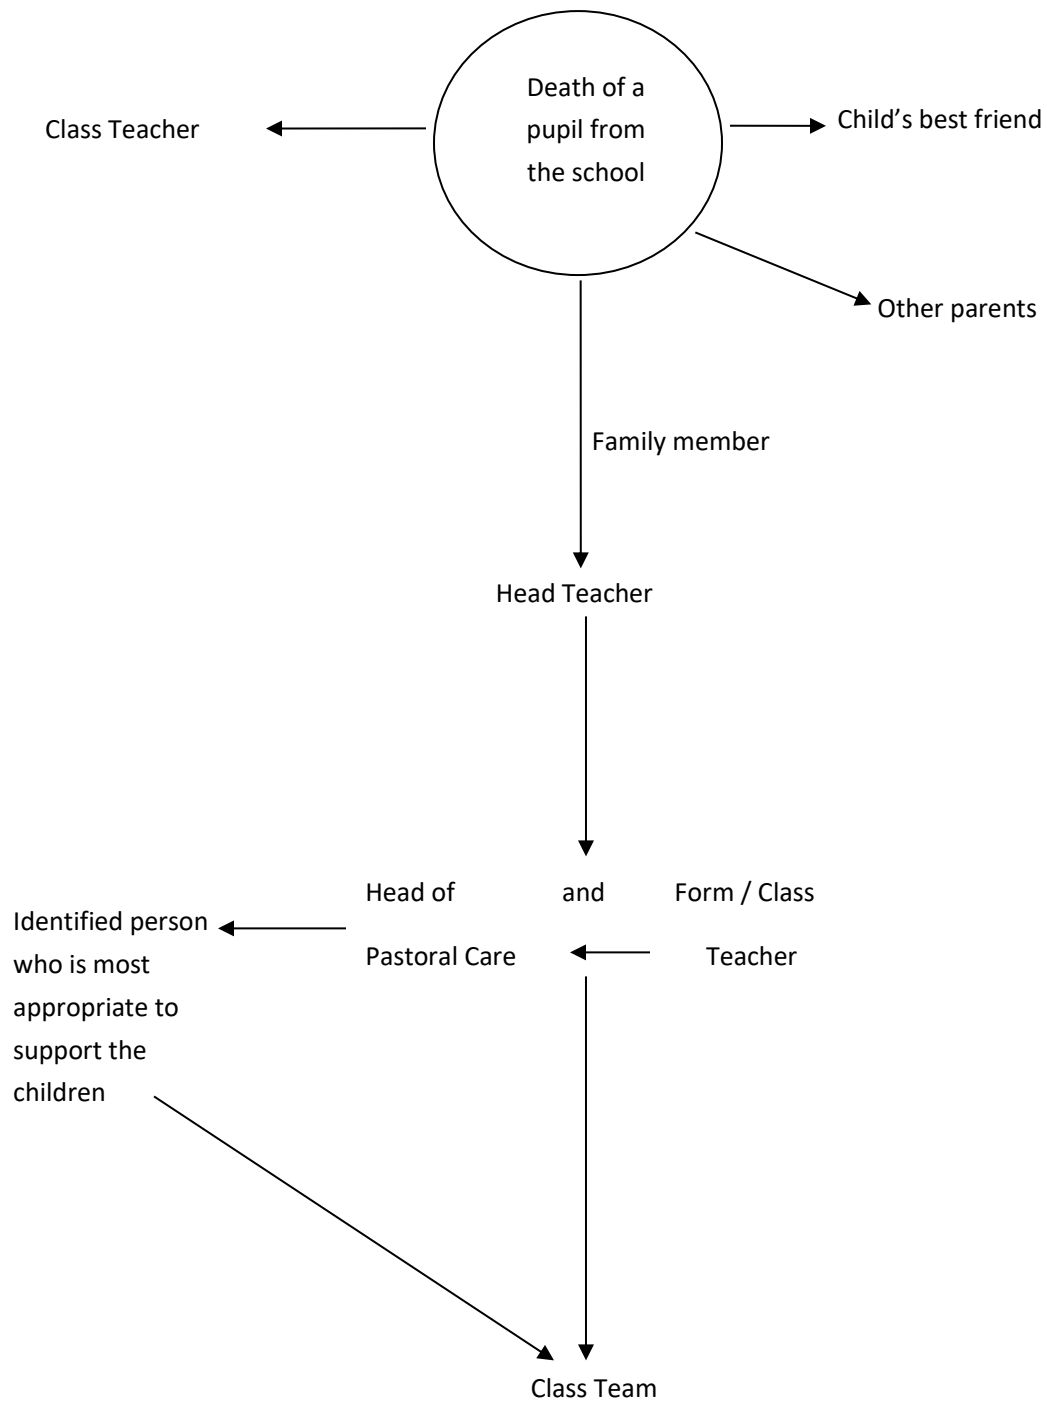 Death of a
pupil from
the school
Class Teacher
Child’s best friend
Other parents
Family member
Head Teacher
Head of and Form / Class
Pastoral Care Teacher
Identified person
who is most
appropriate to
support the
children
Class Team